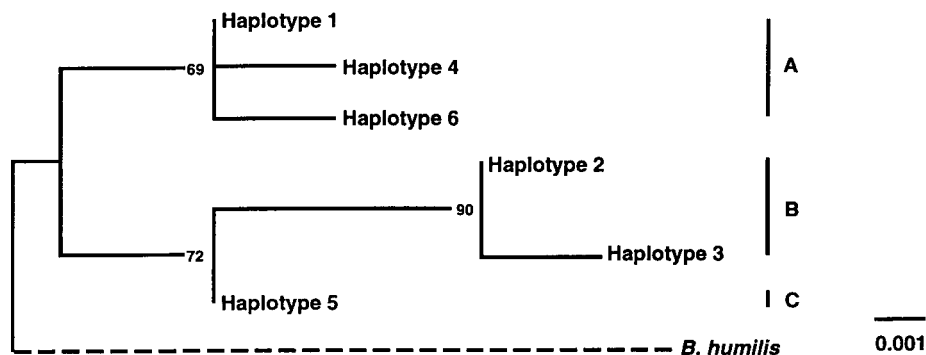 Haplotype 1
69
Haplotype 4
A
Haplotype 6
Haplotype 2
90
B
72
Haplotype 3
Haplotype 5
C
B. humilis
0.001